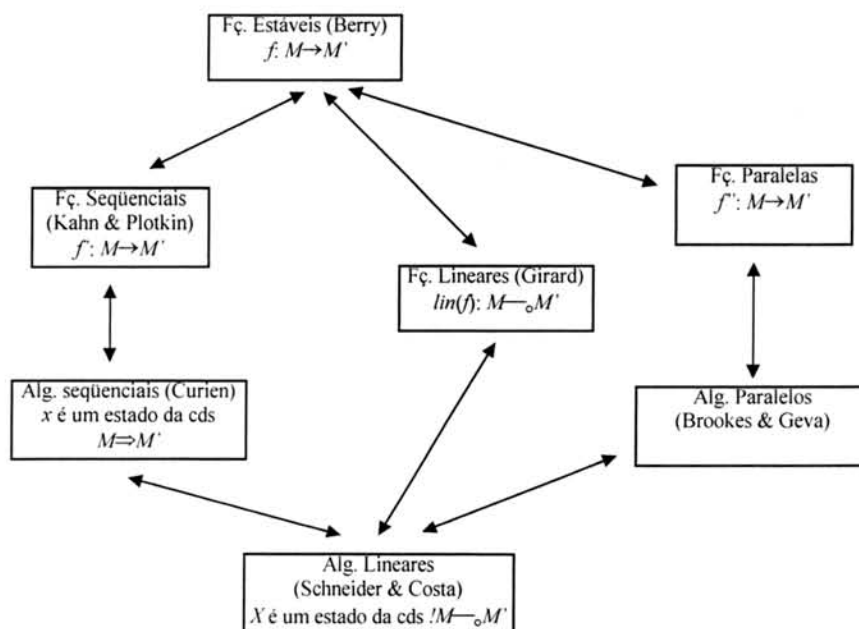 Fç. Estáveis (Berry)
f: M→M'
Fç. Seqüenciais
(Kahn & Plotkin)
f': M→M'
Fç. Lineares (Girard)
lin(f): M—∘M'
Fç. Paralelas
f'': M→M'
Alg. seqüenciais (Curien)
x é um estado da cds
M⇒M'
Alg. Paralelos
(Brookes & Geva)
Alg. Lineares
(Schneider & Costa)
X é um estado da cds !M—∘M'